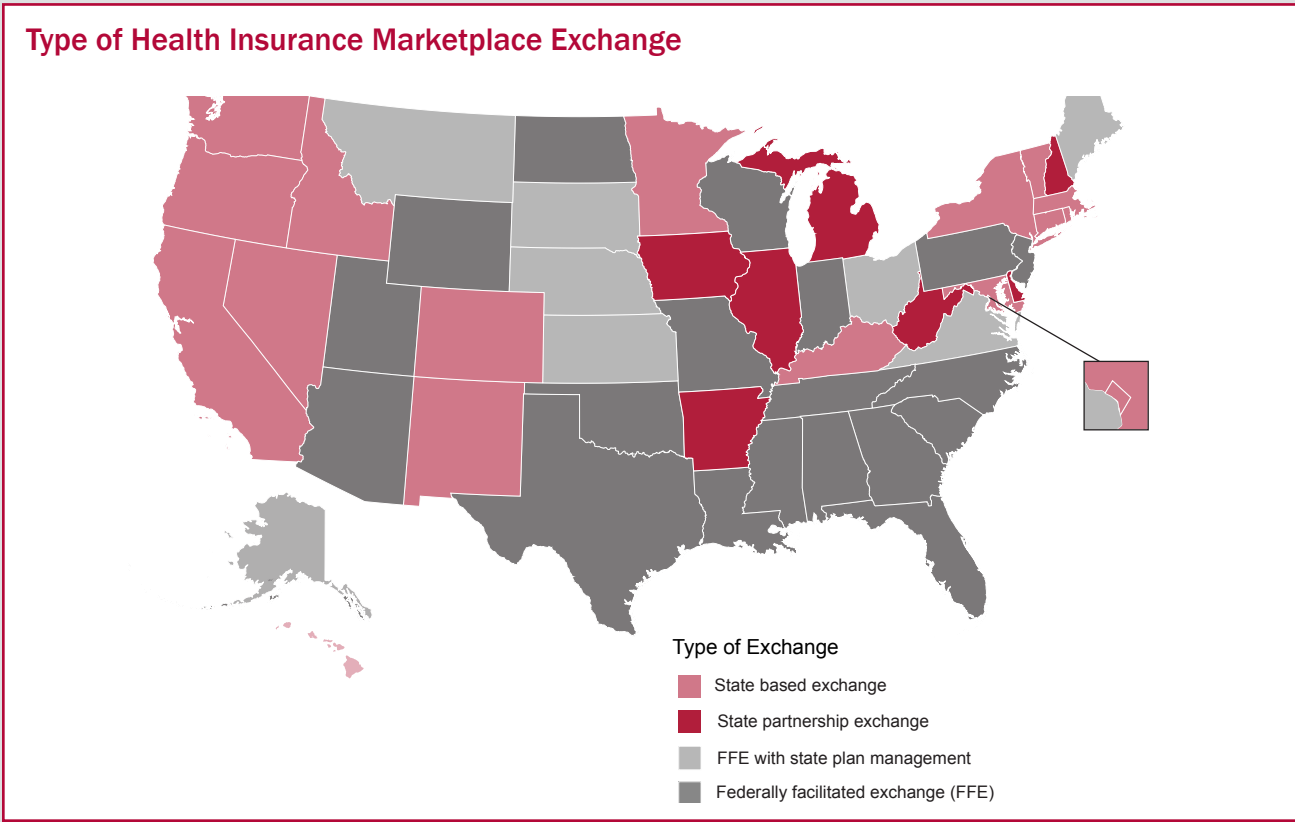 Type of Health Insurance Marketplace Exchange
Type of Exchange
State based exchange
State partnership exchange
FFE with state plan management
Federally facilitated exchange (FFE)